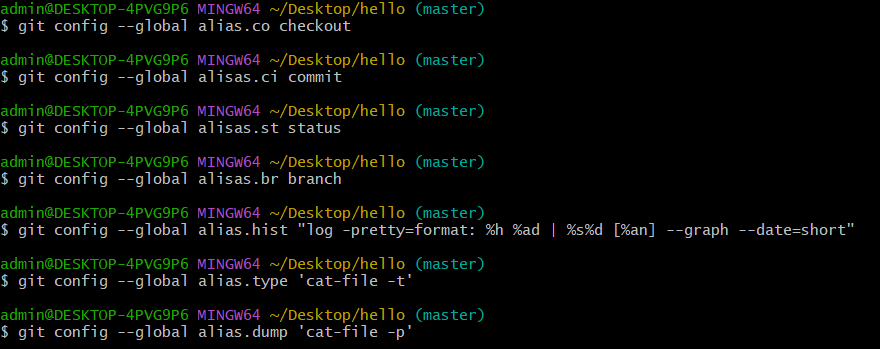 admin@DESKTOP-4PVG9P6 MINGW64 ~/Desktop/hello (master)
$ git config --global alias.co checkout
admin@DESKTOP-4PVG9P6 MINGW64 ~/Desktop/hello (master)
$ git config --global alisas.ci commit
admin@DESKTOP-4PVG9P6 MINGW64 ~/Desktop/hello (master)
$ git config --global alisas.st status
admin@DESKTOP-4PVG9P6 MINGW64 ~/Desktop/hello (master)
$ git config --global alisas.br branch
admin@DESKTOP-4PVG9P6 MINGW64 ~/Desktop/hello (master)
$ git config --global alias.hist "log -pretty=format: %h %ad | %s%d [%an] --graph --date=short"
admin@DESKTOP-4PVG9P6 MINGW64 ~/Desktop/hello (master)
$ git config --global alias.type 'cat-file -t'
admin@DESKTOP-4PVG9P6 MINGW64 ~/Desktop/hello (master)
$ git config --global alias.dump 'cat-file -p'